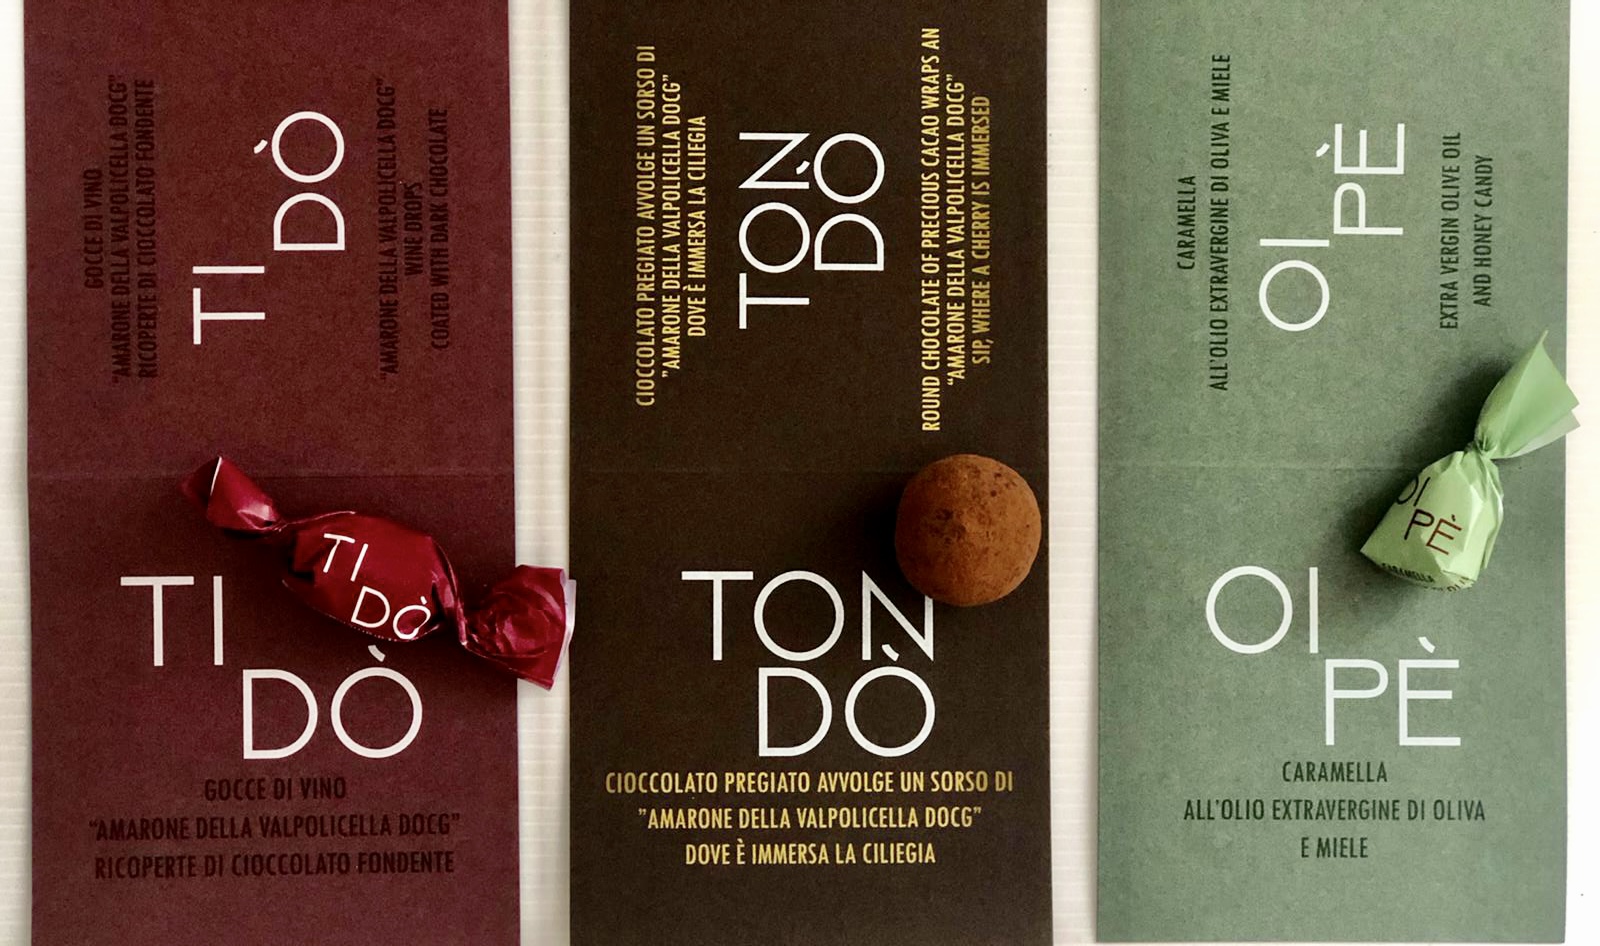 GOCCE DI VINO
"AMARONE DELLA VALPOLICELLA DOCG"
RICOPERTE DI CIOCCOLATO FONDENTE
TI
DÒ
"AMARONE DELLA VALPOLICELLA DOCG"
WINE DROPS
COATED WITH DARK CHOCOLATE
TI
DÒ
TI
DÒ
GOCCE DI VINO
"AMARONE DELLA VALPOLICELLA DOCG"
RICOPERTE DI CIOCCOLATO FONDENTE
CIOCCOLATO PREGIATO AVVOLGE UN SORSO DI
"AMARONE DELLA VALPOLICELLA DOCG"
DOVE È IMMERSA LA CILIEGIA
TON
DÒ
ROUND CHOCOLATE OF PRECIOUS CACAO WRAPS AN
"AMARONE DELLA VALPOLICELLA DOCG"
SIP, WHERE A CHERRY IS IMMERSED
TON
DÒ
CIOCCOLATO PREGIATO AVVOLGE UN SORSO DI
"AMARONE DELLA VALPOLICELLA DOCG"
DOVE È IMMERSA LA CILIEGIA
CARAMELLA
ALL'OLIO EXTRAVERGINE DI OLIVA E MIELE
OI
PÈ
EXTRA VERGIN OLIVE OIL
AND HONEY CANDY
OI
PÈ
CARAMELLA
OI
PÈ
CARAMELLA
ALL'OLIO EXTRAVERGINE DI OLIVA
E MIELE